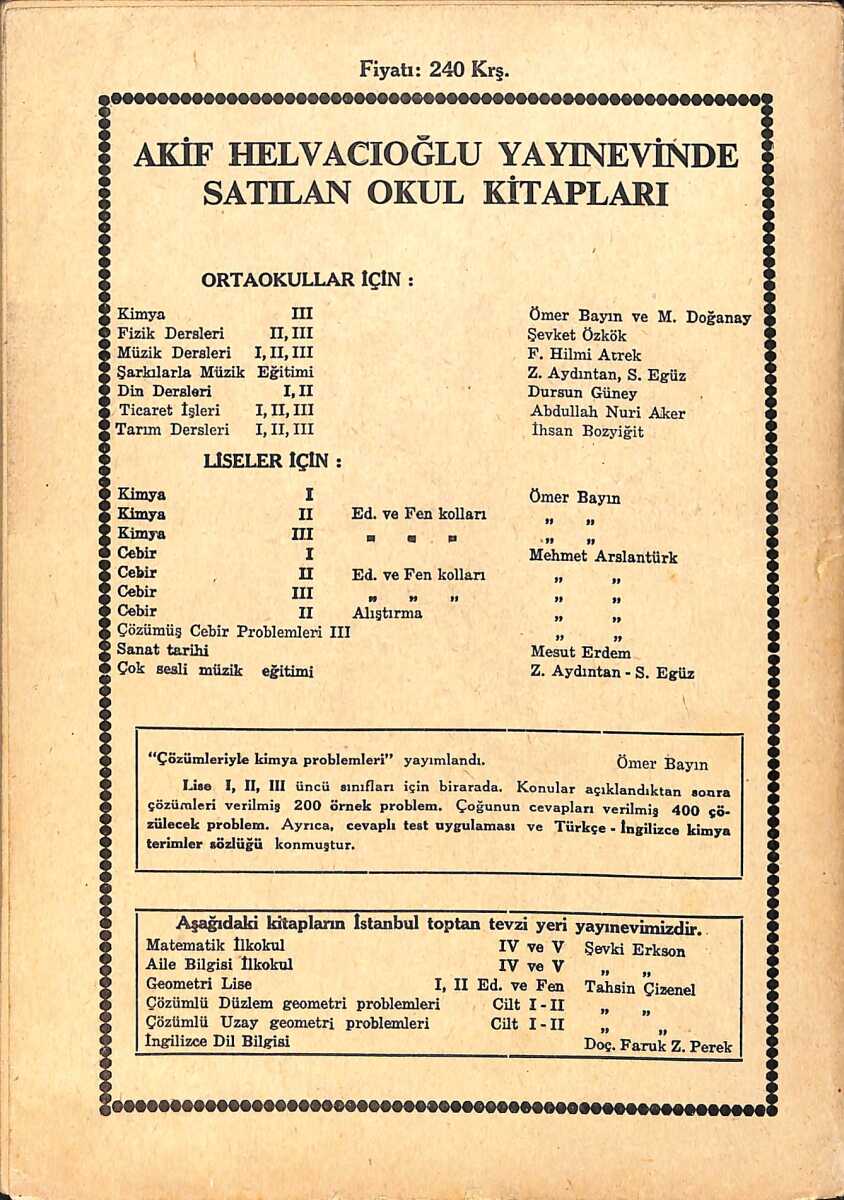 Fiyatı: 240 Krş.
AKİF HELVACIOĞLU YAYINEVİNDE
SATILAN OKUL KİTAPLARI
ORTAOKULLAR İÇİN :
Kimya III Ömer Bayın ve M. Doğanay
Fizik Dersleri II, III Şevket Özkök
Müzik Dersleri I, II, III F. Hilmi Atrek
Şarkılarla Müzik Eğitimi Z. Aydıntan, S. Egüz
Din Dersleri I, II Dursun Güney
Ticaret İşleri I, II, III Abdullah Nuri Aker
Tarım Dersleri I, II, III İhsan Bozyiğit
LİSELER İÇİN :
Kimya I Ömer Bayın
Kimya II Ed. ve Fen kolları „ „
Kimya III „ „ „ „ „
Cebir I Mehmet Arslantürk
Cebir II Ed. ve Fen kolları „ „
Cebir III „ „ „ „ „
Cebir II Alıştırma „ „
Çözümüş Cebir Problemleri III „ „
Sanat tarihi Mesut Erdem
Çok sesli müzik eğitimi Z. Aydıntan - S. Egüz
"Çözümleriyle kimya problemleri" yayımlandı. Ömer Bayın
Lise I, II, III üncü sınıfları için birarada. Konular açıklandıktan sonra
çözümleri verilmiş 200 örnek problem. Çoğunun cevapları verilmiş 400 çö-
zülecek problem. Ayrıca, cevaplı test uygulaması ve Türkçe - İngilizce kimya
terimler sözlüğü konmuştur.
Aşağıdaki kitapların İstanbul toptan tevzi yeri yayınevimizdir.
Matematik İlkokul IV ve V Şevki Erkson
Aile Bilgisi İlkokul IV ve V „ „
Geometri Lise I, II Ed. ve Fen Tahsin Çizenel
Çözümlü Düzlem geometri problemleri Cilt I - II „ „
Çözümlü Uzay geometri problemleri Cilt I - II „ „
İngilizce Dil Bilgisi Doç. Faruk Z. Perek